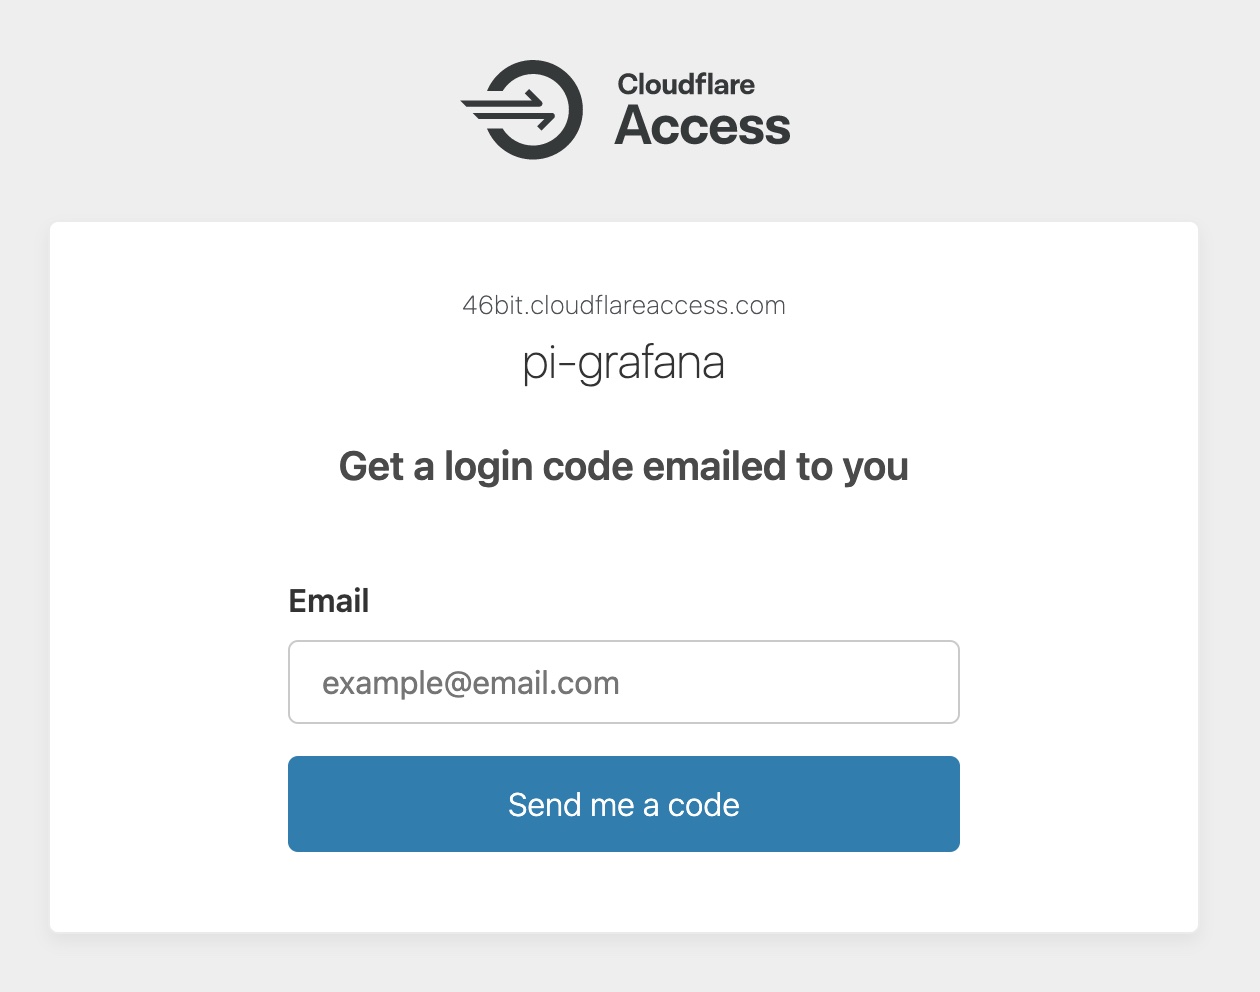 Cloudflare
Access
46bit.cloudflareaccess.com
pi-grafana
Get a login code emailed to you
Email
example@email.com
Send me a code